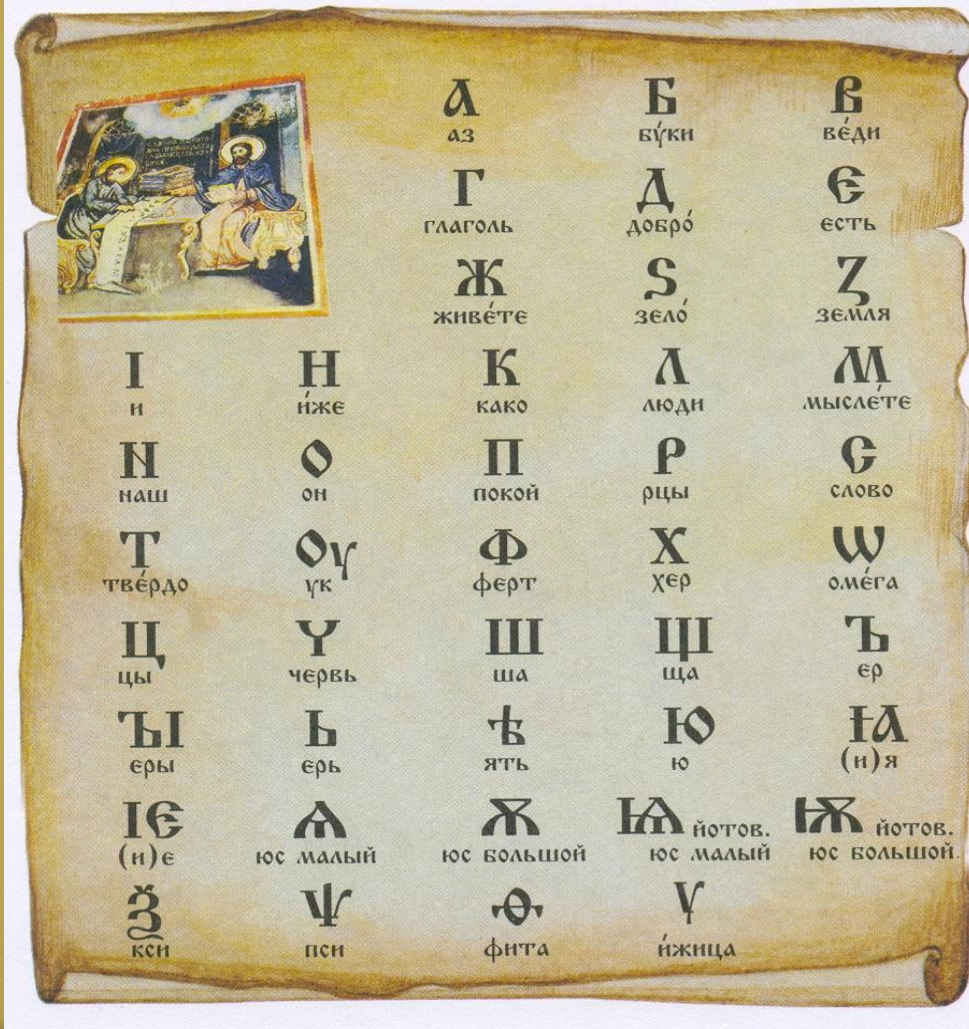 А Б В
аз бу́ки ве́ди
Г Д Є
глаголь добро́ єсть
Ж Ѕ З
живе́те зело́ земля
І Н К Л М
и и́же како люди мысле́те
N О П Р С
наш он покой рцы слово
Т Оу Ф Х Ѡ
тве́рдо ук ферт хер оме́га
Ц Ч Ш Щ Ъ
цы червь ша ща ер
ЪІ Ь Ѣ Ю Ꙗ
еры ерь ять ю (и)я
Ѥ Ѧ Ѫ Ѩ йотов. Ѭ йотов.
(и)е юс малый юс большой юс малый юс большой.
Ѯ Ѱ Ѳ Ѵ
кси пси фита и́жица